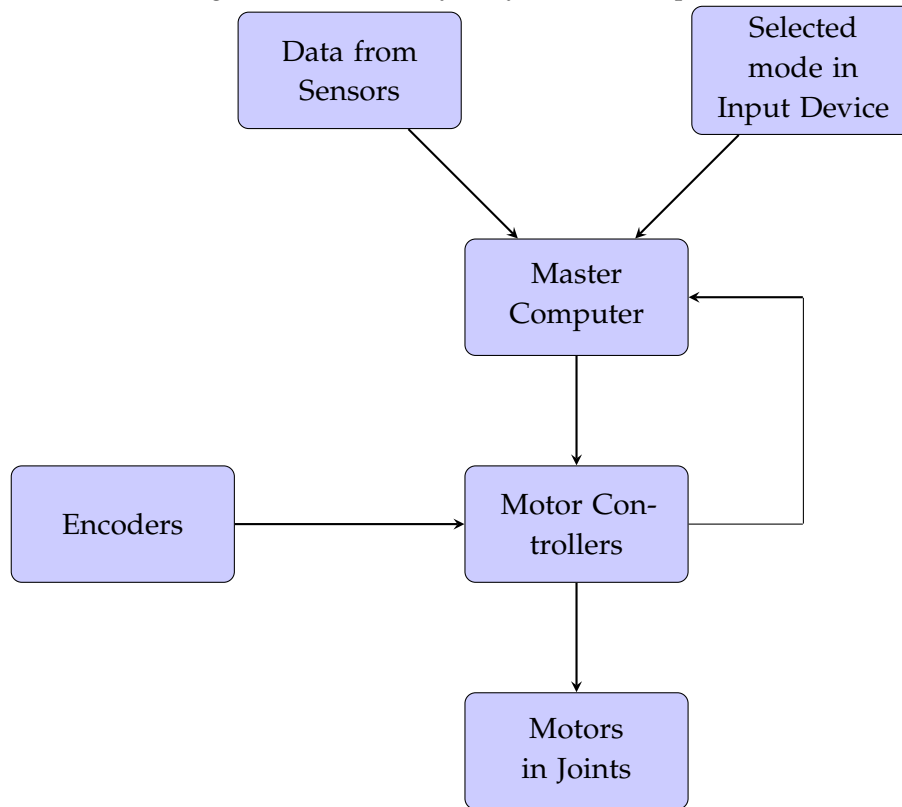 Data from
Sensors
Selected
mode in
Input Device
Master
Computer
Encoders
Motor Con-
trollers
Motors
in Joints